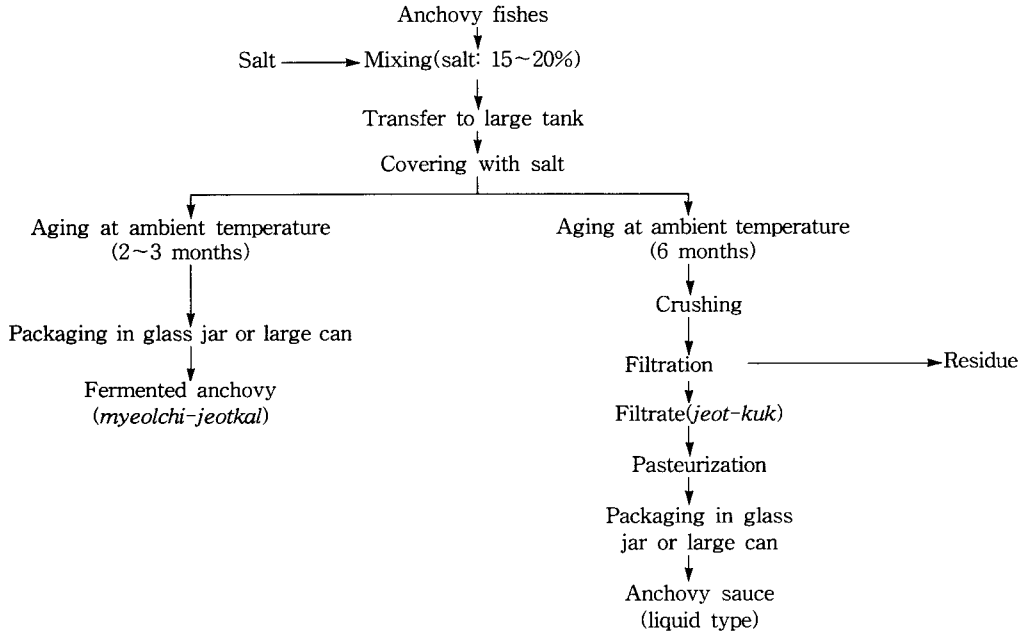 Anchovy fishes
Salt
Mixing(salt: 15~20%)
Transfer to large tank
Covering with salt
Aging at ambient temperature
(2~3 months)
Packaging in glass jar or large can
Fermented anchovy
(myeolchi-jeotkal)
Aging at ambient temperature
(6 months)
Crushing
Filtration
Residue
Filtrate(jeot-kuk)
Pasteurization
Packaging in glass
jar or large can
Anchovy sauce
(liquid type)